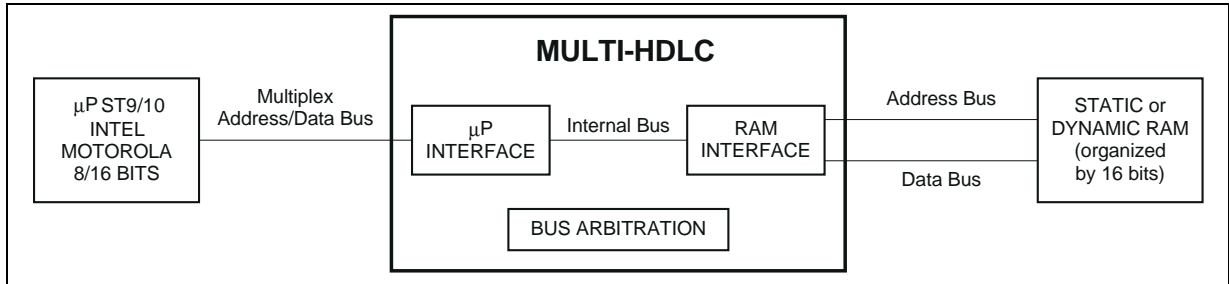 MULTI-HDLC
μP ST9/10
INTEL
MOTOROLA
8/16 BITS
Multiplex
Address/Data Bus
μP
INTERFACE
Internal Bus
RAM
INTERFACE
Address Bus
Data Bus
STATIC or
DYNAMIC RAM
(organized
by 16 bits)
BUS ARBITRATION